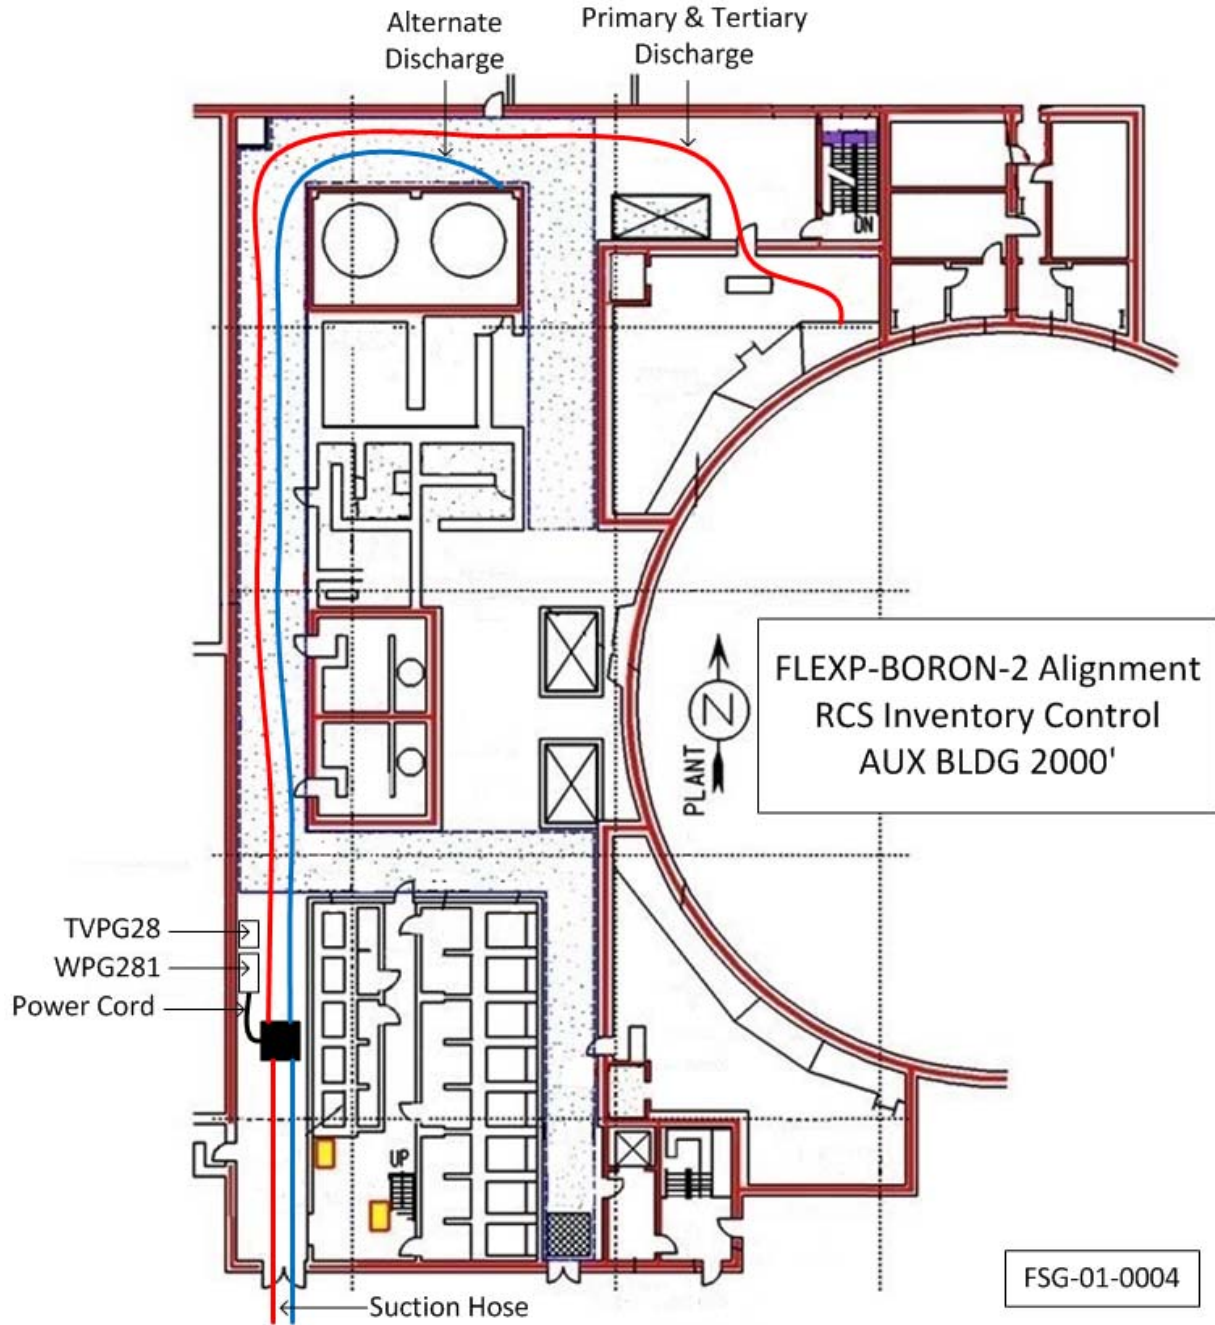 Alternate
Discharge
Primary & Tertiary
Discharge
DN
N
PLANT
FLEXP-BORON-2 Alignment
RCS Inventory Control
AUX BLDG 2000'
TVPG28
WPG281
Power Cord
UP
Suction Hose
FSG-01-0004